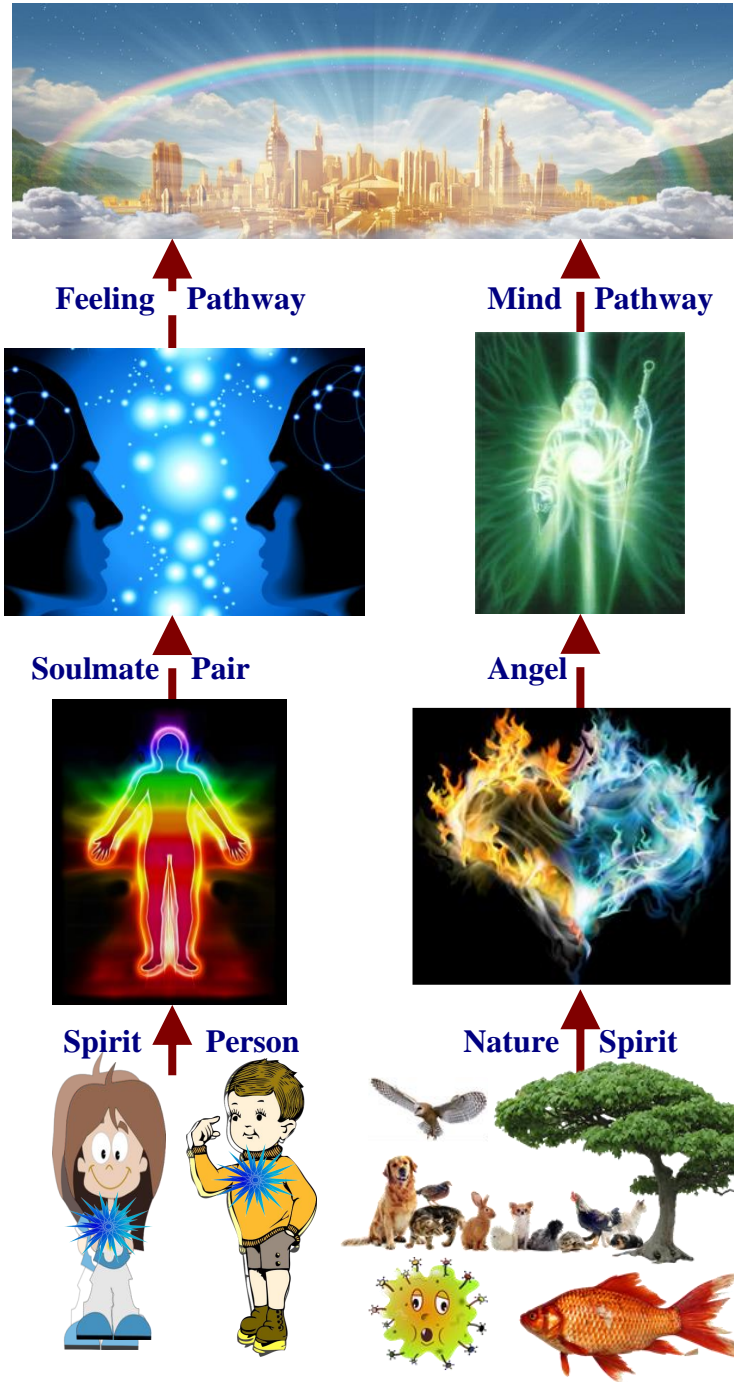 Feeling Pathway
Mind Pathway
Soulmate Pair
Angel
Spirit Person
Nature Spirit